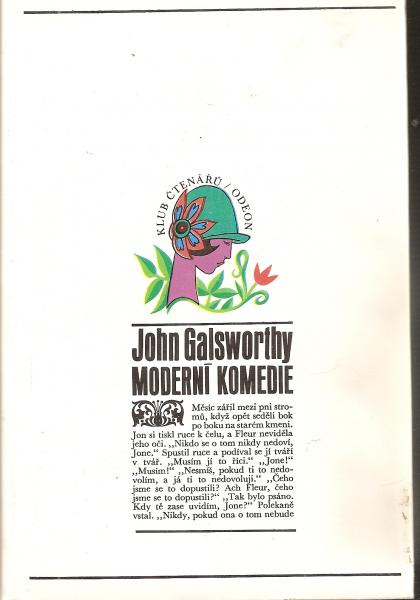 KLUB ČTENÁŘŮ / ODEON
John Galsworthy
MODERNÍ KOMEDIE
Měsíc zářil mezi pni stro-
mů, když opět seděli bok
po boku na starém kmeni.
Jon si tiskl ruce k čelu, a Fleur neviděla
jeho oči. ,,Nikdo se o tom nikdy nedoví,
Jone.“ Spustil ruce a podíval se jí tváří
v tvář. ,,Musím jí to říci.“ ,,Jone!“
,,Musím!“ ,,Nesmíš, pokud ti to nedo-
volím, a já ti to nedovoluji.“ ,,Čeho
jsme se to dopustili? Ach Fleur, čeho
jsme se to dopustili?“ ,,Tak bylo psáno.
Kdy tě zase uvidím, Jone?“ Polekaně
vstal. ,,Nikdy, pokud ona o tom nebude